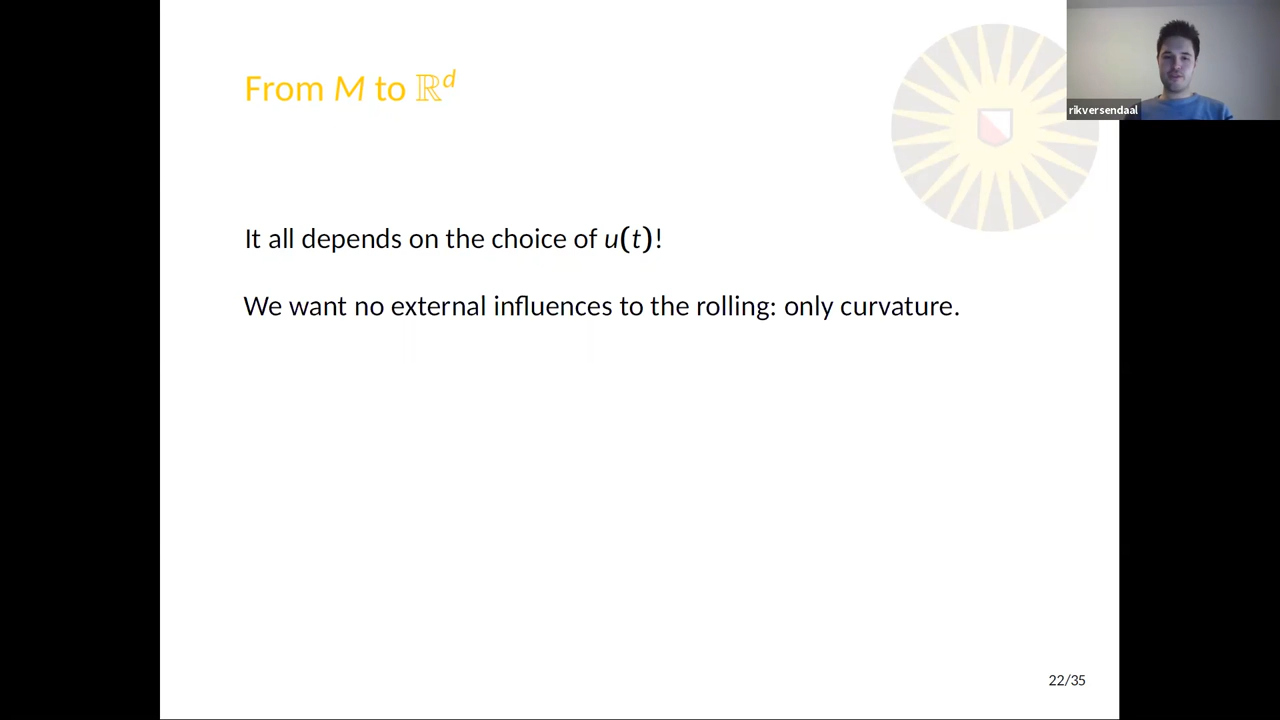 From M to ℝᵈ
rikversendaal
It all depends on the choice of u(t)!
We want no external influences to the rolling: only curvature.
22/35